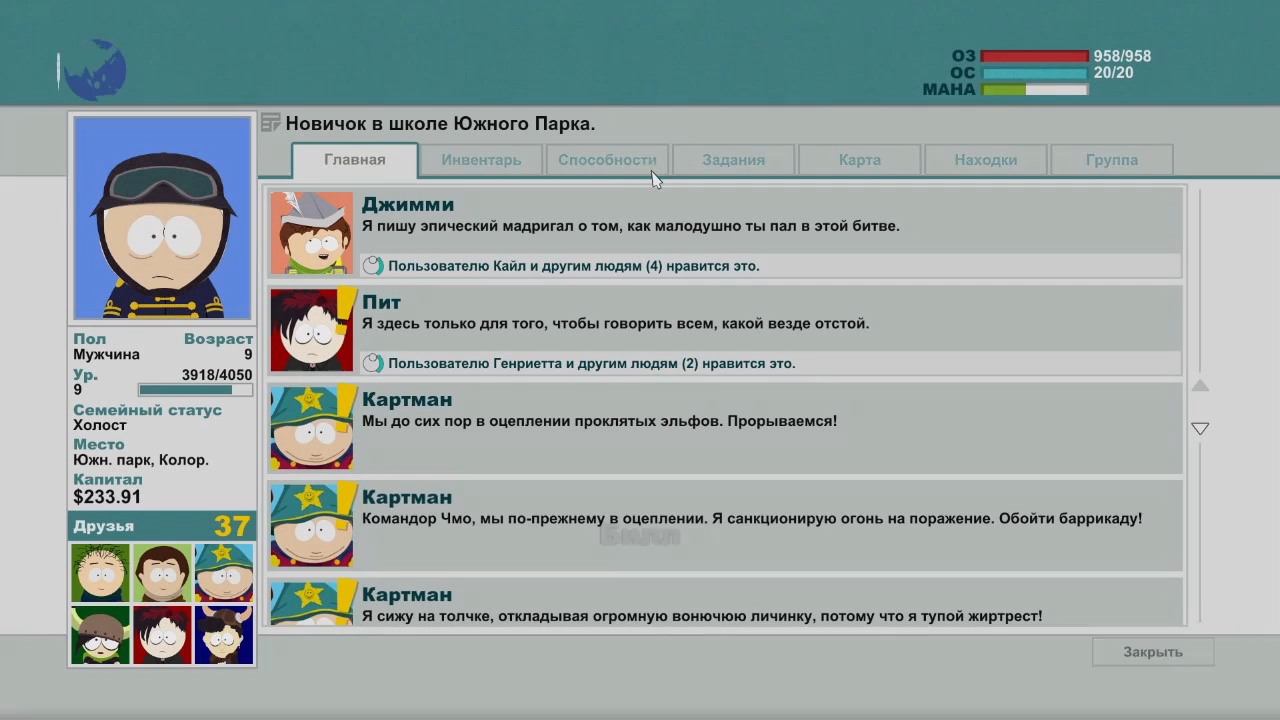 ОЗ 958/958
ОС 20/20
МАНА
Новичок в школе Южного Парка.
Главная Инвентарь Способности Задания Карта Находки Группа
Джимми
Я пишу эпический мадригал о том, как малодушно ты пал в этой битве.
Пользователю Кайл и другим людям (4) нравится это.
Пит
Я здесь только для того, чтобы говорить всем, какой везде отстой.
Пользователю Генриетта и другим людям (2) нравится это.
Картман
Мы до сих пор в оцеплении проклятых эльфов. Прорываемся!
Картман
Командор Чмо, мы по-прежнему в оцеплении. Я санкционирую огонь на поражение. Обойти баррикаду!
Билл
Картман
Я сижу на толчке, откладывая огромную вонючюю личинку, потому что я тупой жиртрест!
Пол Возраст
Мужчина 9
Ур. 3918/4050
9
Семейный статус
Холост
Место
Южн. парк, Колор.
Капитал
$233.91
Друзья 37
Закрыть